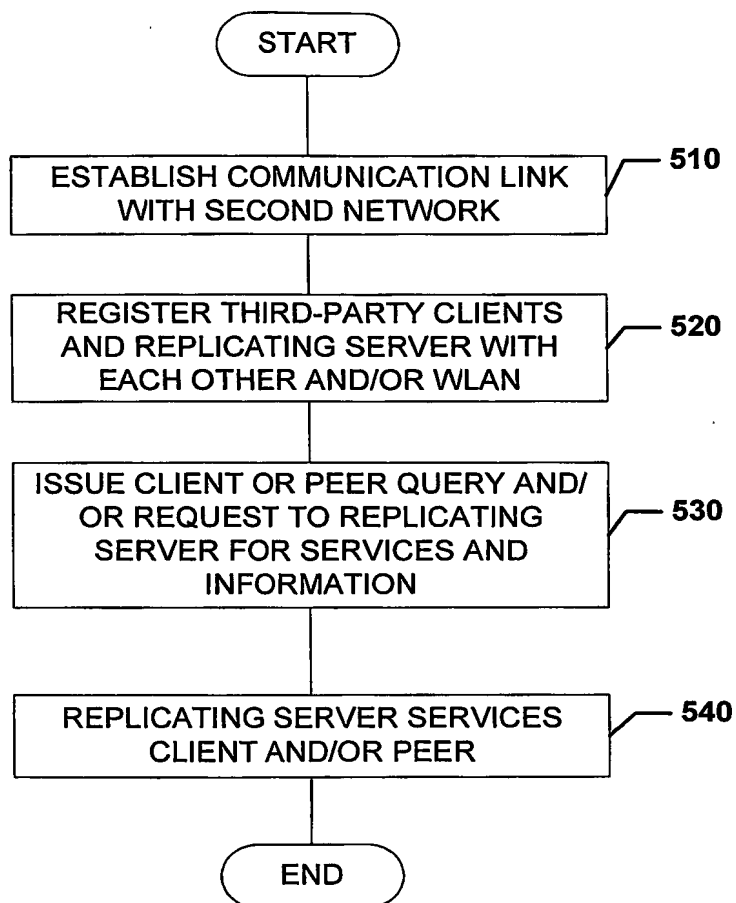 START
ESTABLISH COMMUNICATION LINK
WITH SECOND NETWORK
510
REGISTER THIRD-PARTY CLIENTS
AND REPLICATING SERVER WITH
EACH OTHER AND/OR WLAN
520
ISSUE CLIENT OR PEER QUERY AND/
OR REQUEST TO REPLICATING
SERVER FOR SERVICES AND
INFORMATION
530
REPLICATING SERVER SERVICES
CLIENT AND/OR PEER
540
END